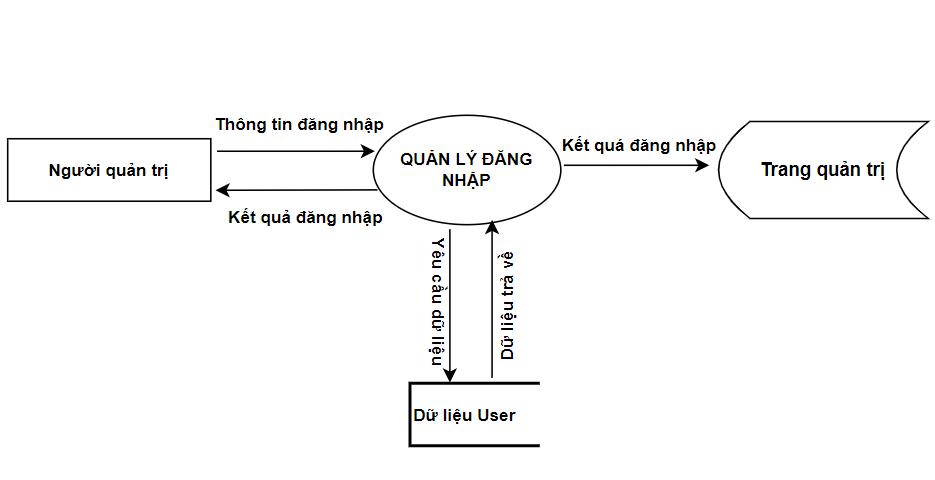 Thông tin đăng nhập
Người quản trị
Kết quả đăng nhập
QUẢN LÝ ĐĂNG
NHẬP
Kết quá đăng nhập
Trang quản trị
Yêu cầu dữ liệu
Dữ liệu trả về
Dữ liệu User